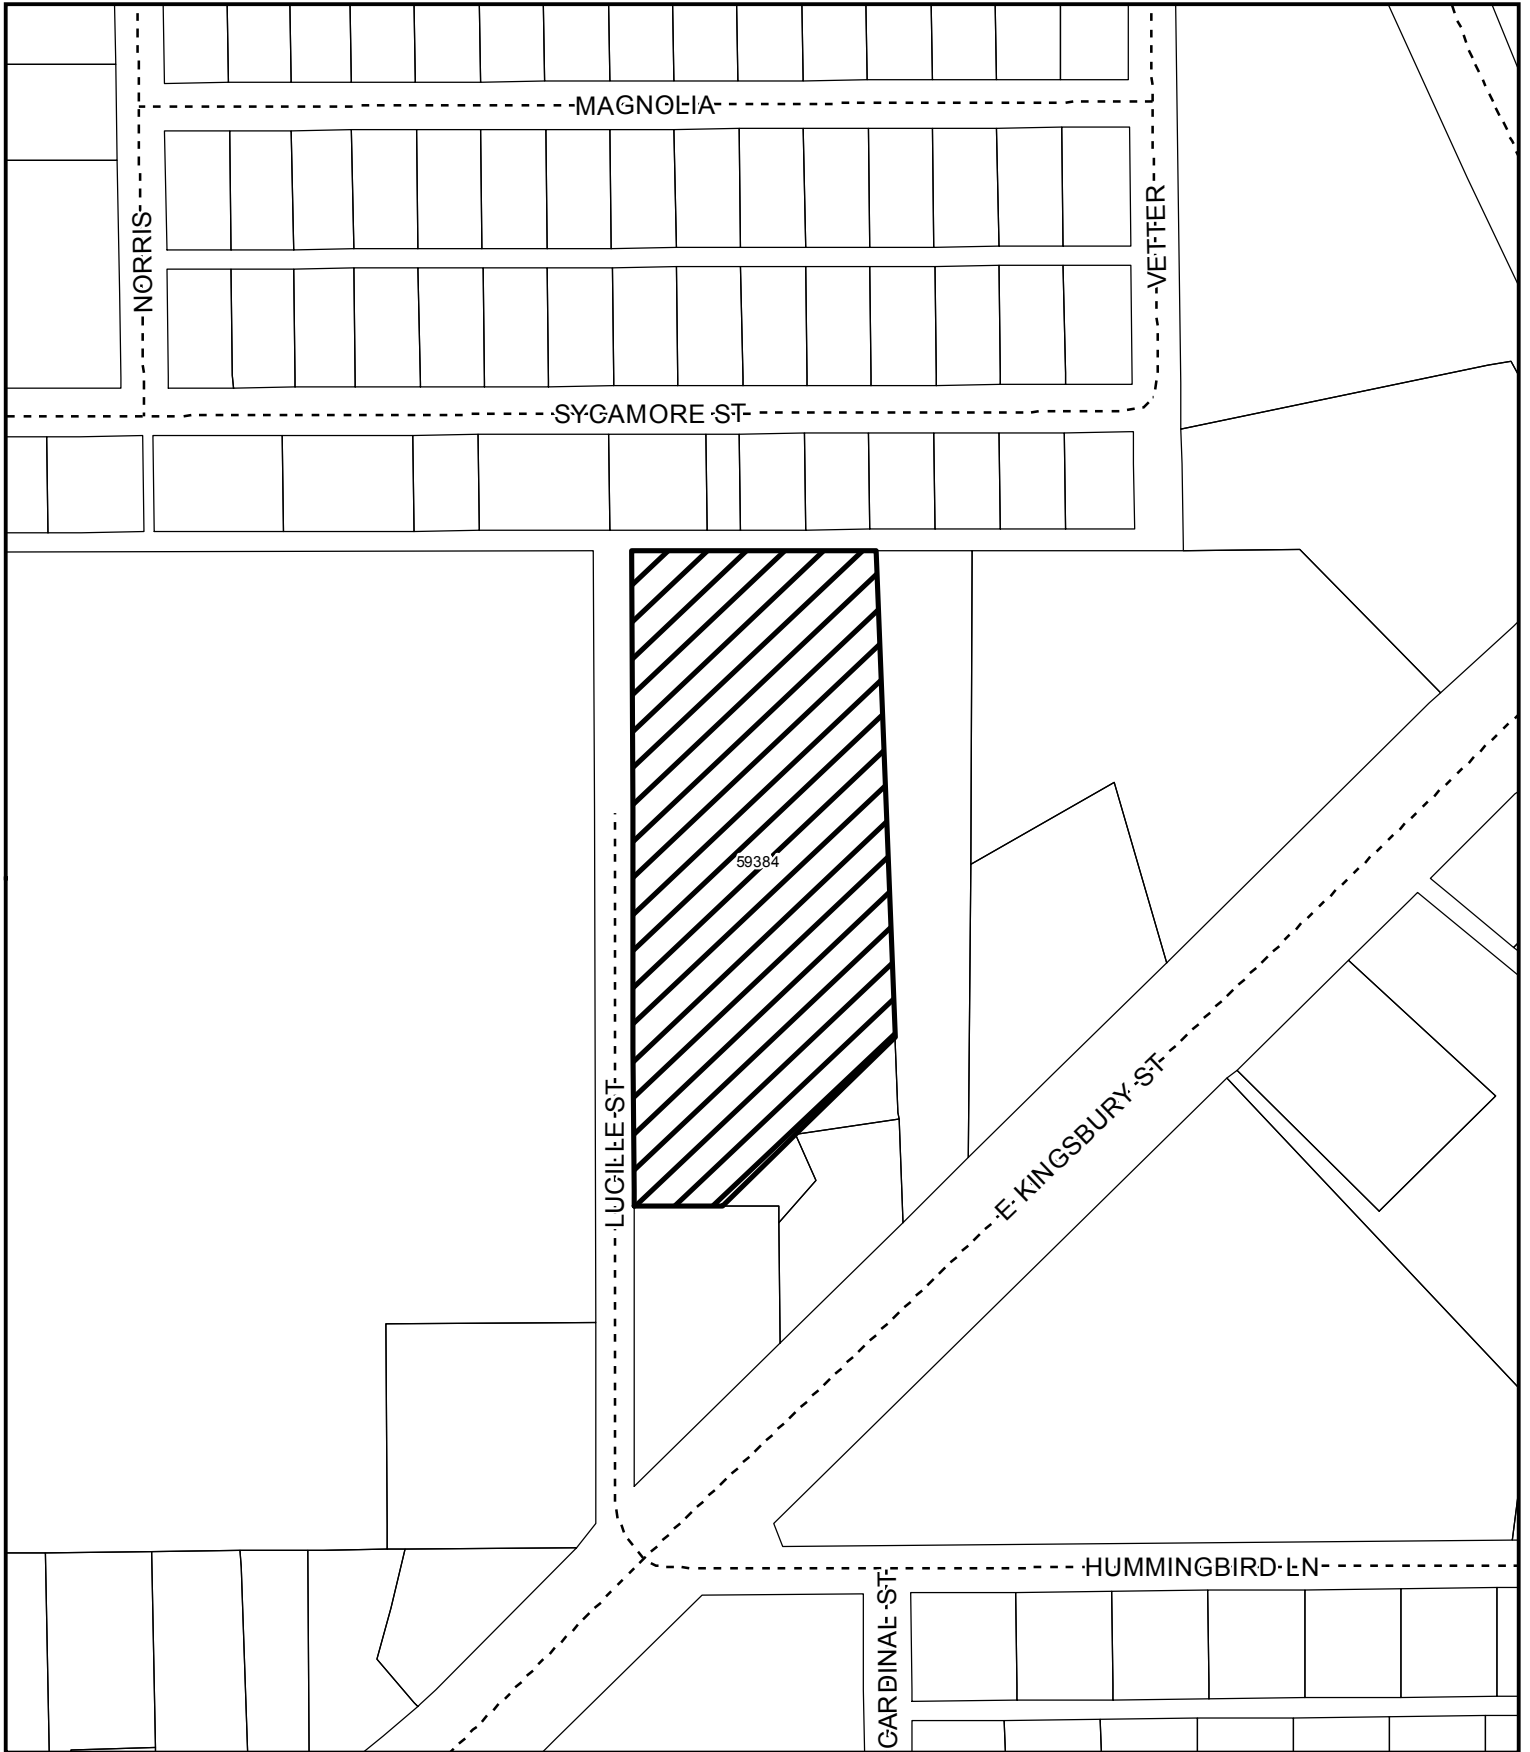 MAGNOLIA
NORRIS
VETTER
SYCAMORE ST
59384
LUCILLE ST
E KINGSBURY ST
HUMMINGBIRD LN
CARDINAL ST